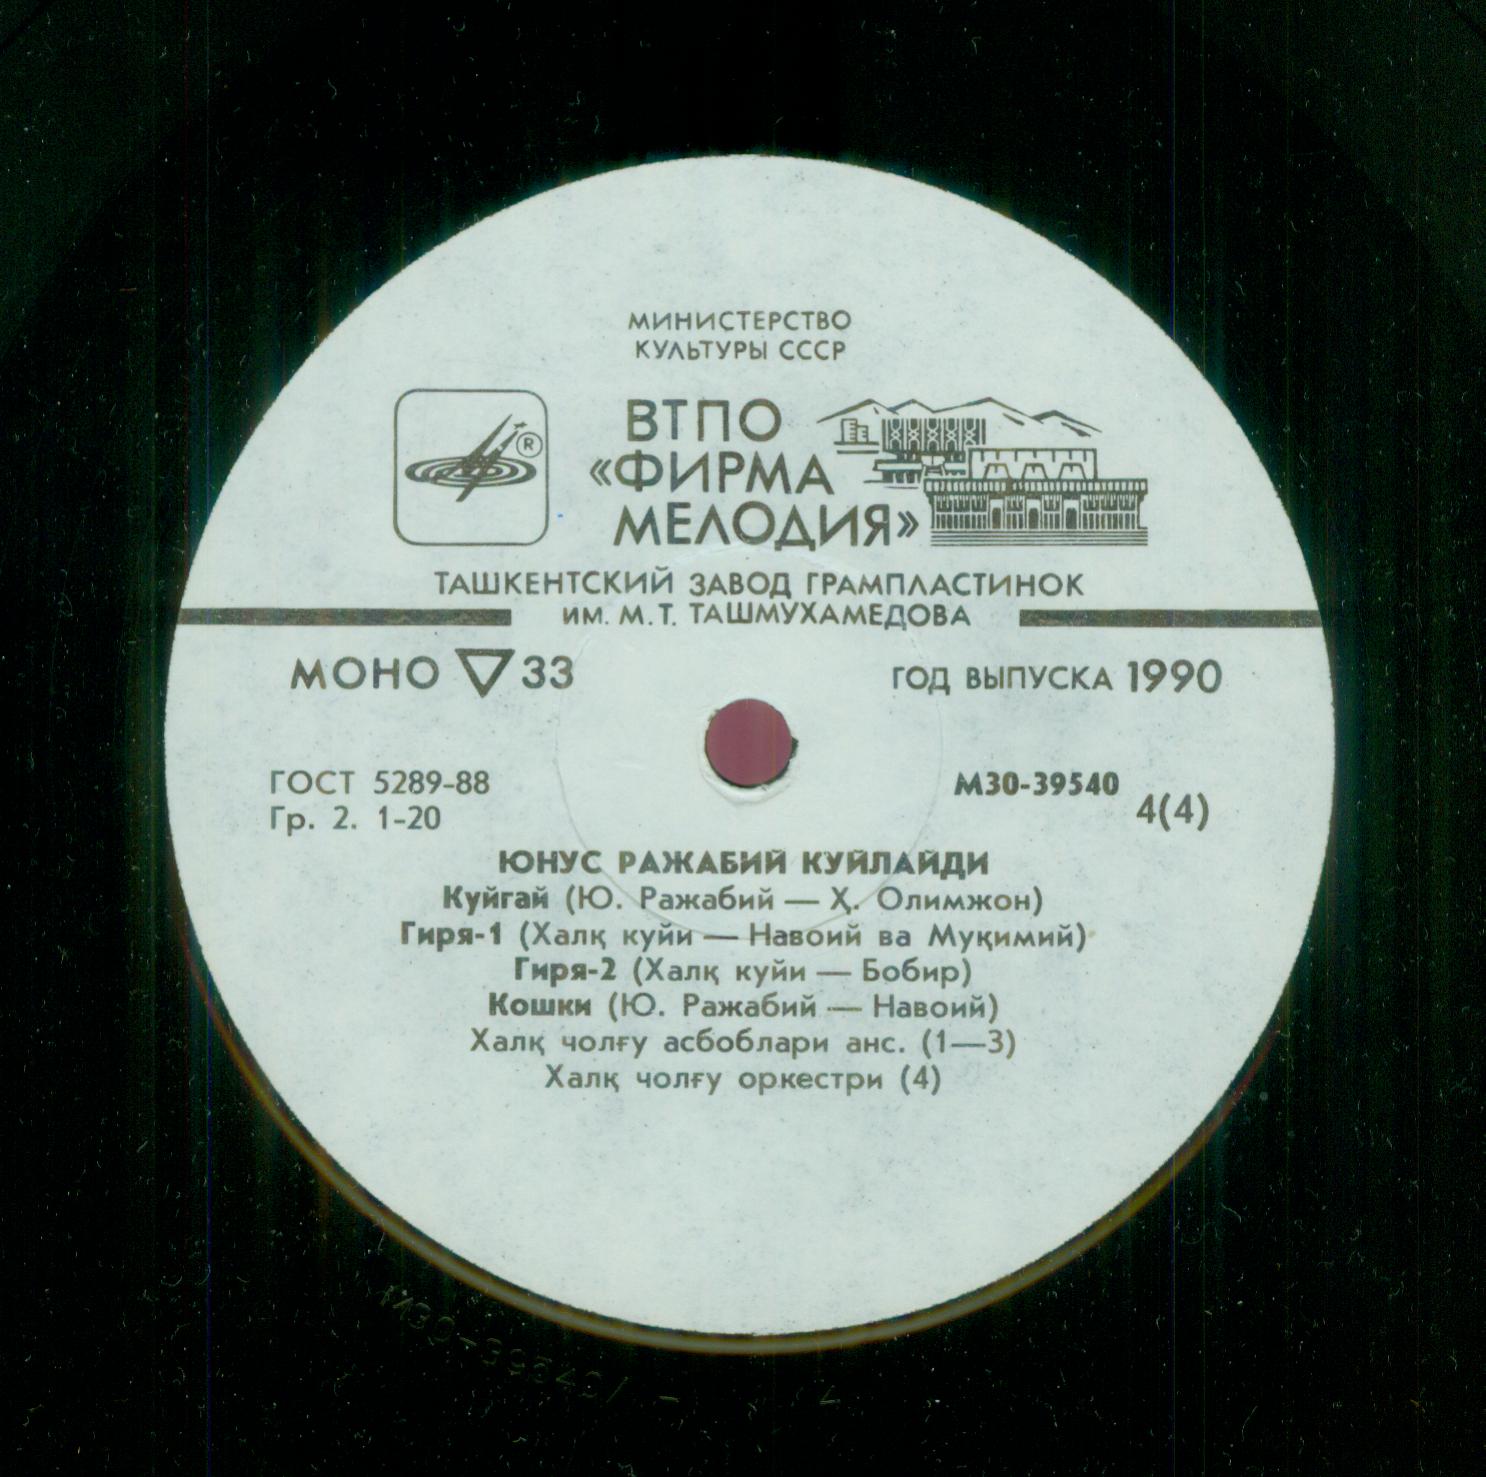 МИНИСТЕРСТВО
КУЛЬТУРЫ СССР
ВТПО
«ФИРМА
МЕЛОДИЯ»
®
ТАШКЕНТСКИЙ ЗАВОД ГРАМПЛАСТИНОК
ИМ. М.Т. ТАШМУХАМЕДОВА
МОНО 33
ГОД ВЫПУСКА 1990
ГОСТ 5289-88
Гр. 2. 1-20
М30-39540
4(4)
ЮНУС РАЖАБИЙ КУЙЛАЙДИ
Куйгай (Ю. Ражабий — Ҳ. Олимжон)
Гиря-1 (Халқ куйи — Навоий ва Муқимий)
Гиря-2 (Халқ куйи — Бобир)
Кошки (Ю. Ражабий — Навоий)
Халқ чолғу асбоблари анс. (1—3)
Халқ чолғу оркестри (4)